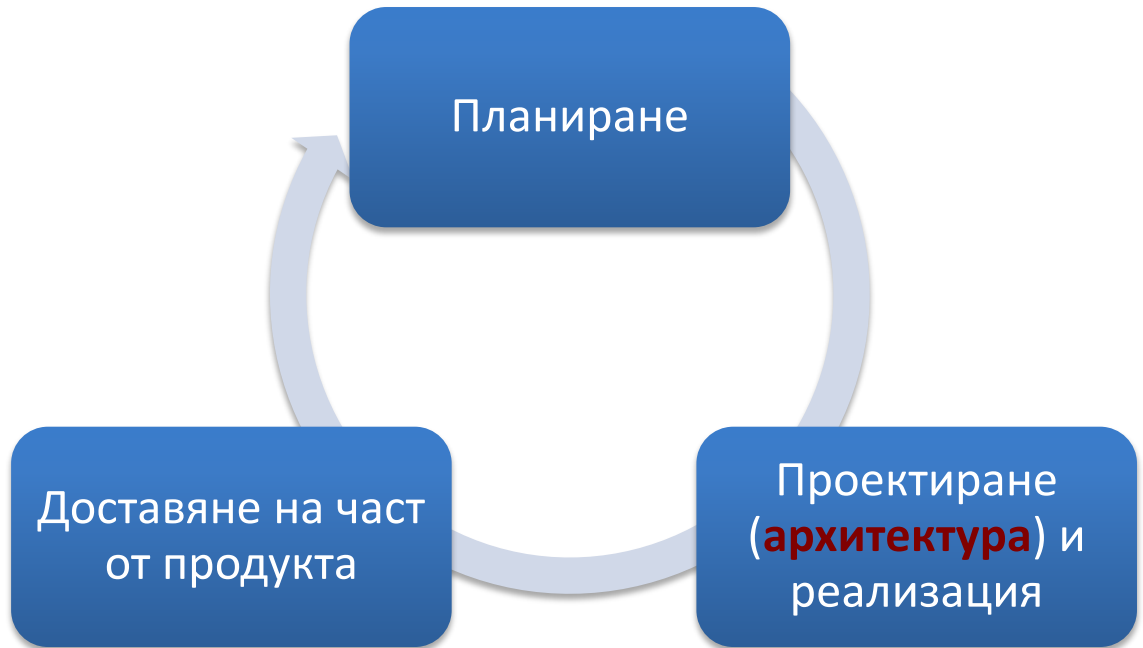 Планиране
Доставяне на част
от продукта
Проектиране
(архитектура) и
реализация